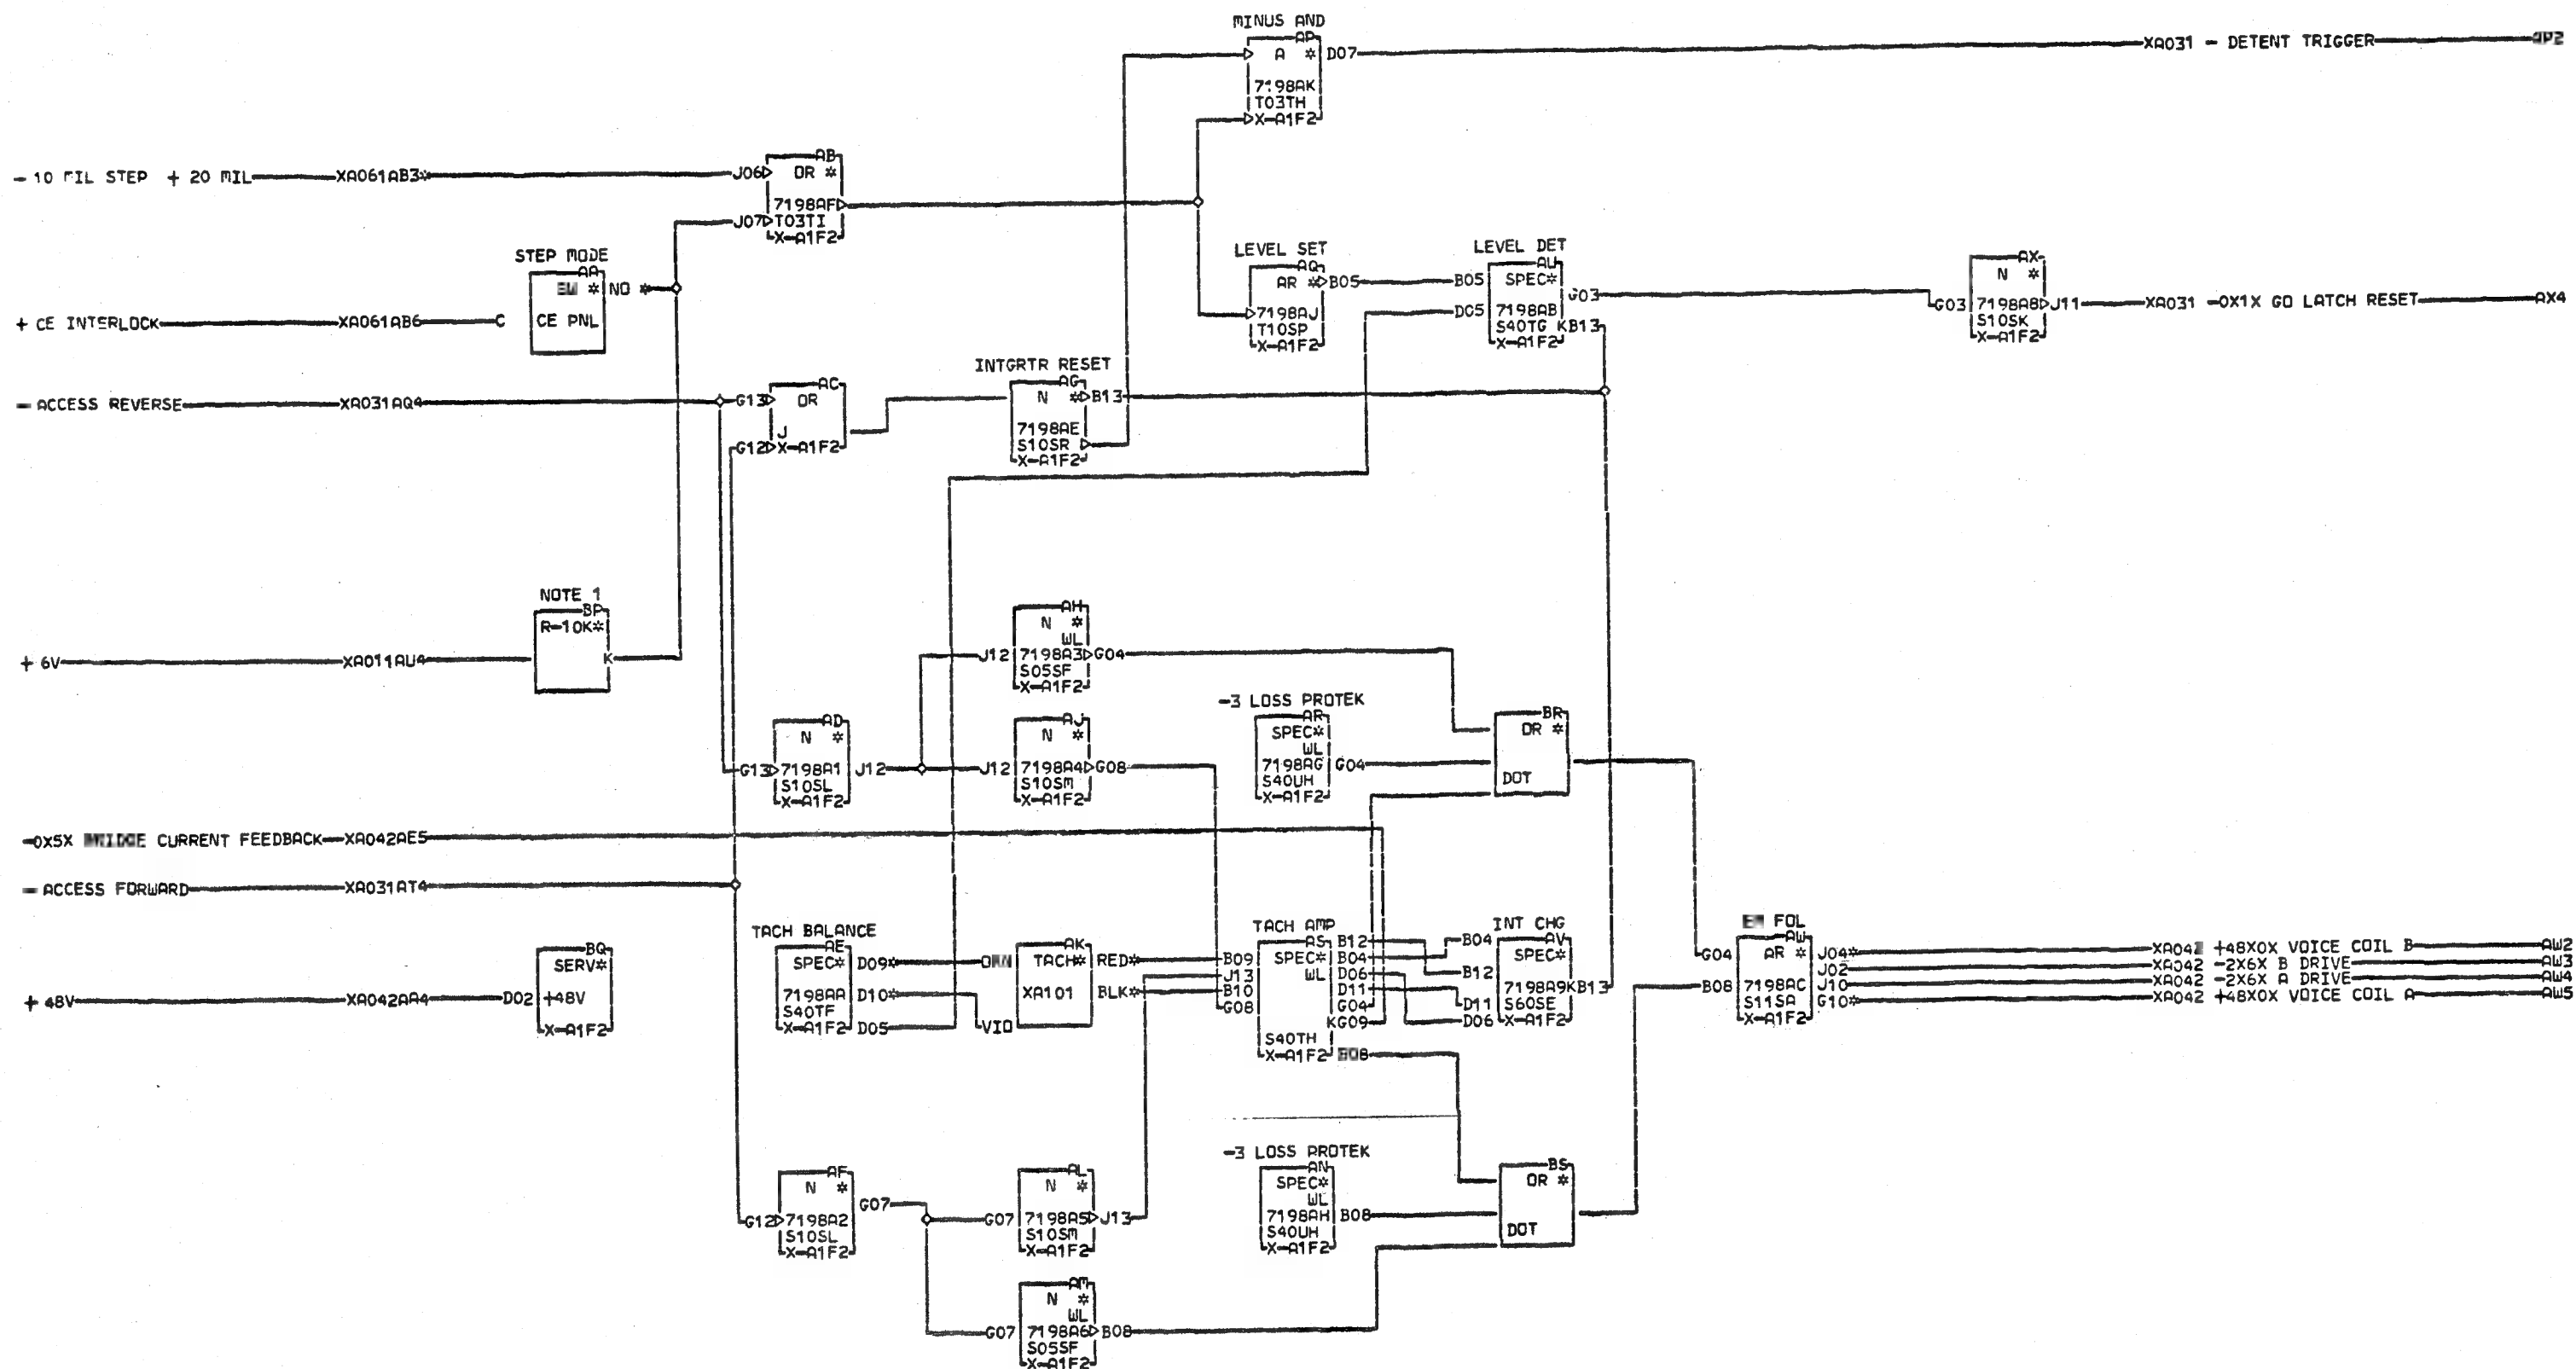 MINUS AND
AP
A * D07
7198AK
T03TH
X-A1F2
XA031 - DETENT TRIGGER
- 10 MIL STEP + 20 MIL XA061AB3* J06
AB
OR *
7198AF
J07 T03TI
X-A1F2
STEP MODE
AA
* NO *
CE PNL
+ CE INTERLOCK XA061AB6 C
LEVEL SET
AQ
AR * B05
7198AJ
T10SP
X-A1F2
LEVEL DET
AU
B05 SPEC*
G03
D05 7198AB
S40TG KB13
X-A1F2
AX
N *
G03 7198A8 J11
S10SK
X-A1F2
XA031 -0X1X GO LATCH RESET AX4
- ACCESS REVERSE XA031AQ4 G13
AC
OR
J
G12 X-A1F2
INTGRTR RESET
AG
N * B13
7198AE
S10SR
X-A1F2
NOTE 1
BP
R-10K*
K
+ 6V XA011AU4
AH
N *
WL
J12 7198A3 G04
S05SF
X-A1F2
AD
N *
G13 7198A1 J12
S10SL
X-A1F2
AJ
N *
J12 7198A4 G08
S10SM
X-A1F2
-3 LOSS PROTEK
AR
SPEC*
WL
7198AG G04
S40UH
X-A1F2
BR
OR *
DOT
-0X5X CURRENT FEEDBACK XA042AE5
- ACCESS FORWARD XA031AT4
+ 48V XA042AA4 D02
BQ
SERV*
+48V
X-A1F2
TACH BALANCE
AE
SPEC* D09*
7198AA D10*
S40TF
X-A1F2 D05
AK
TACH* RED*
XA101 BLK*
VIO
TACH AMP
AS
SPEC*
WL
S40TH
X-A1F2
B09
J13
B10
G08
B12
B04
D06
D11
G04
KG09
INT CHG
AV
B04 SPEC*
B12
7198A9 KB13
D11 S60SE
D06 X-A1F2
FOL
AW
G04 AR * J04*
J02
B08 7198AC J10
S11SA G10*
X-A1F2
+48X0X VOICE COIL B AW2
XA042 -2X6X B DRIVE AW3
XA042 -2X6X A DRIVE AW4
XA042 +48X0X VOICE COIL A AW5
AF
N *
G12 7198A2 G07
S10SL
X-A1F2
AL
N *
G07 7198A5 J13
S10SM
X-A1F2
-3 LOSS PROTEK
AN
SPEC*
WL
7198AH B08
S40UH
X-A1F2
BS
OR *
DOT
AM
N *
WL
G07 7198A6 B08
S05SF
X-A1F2